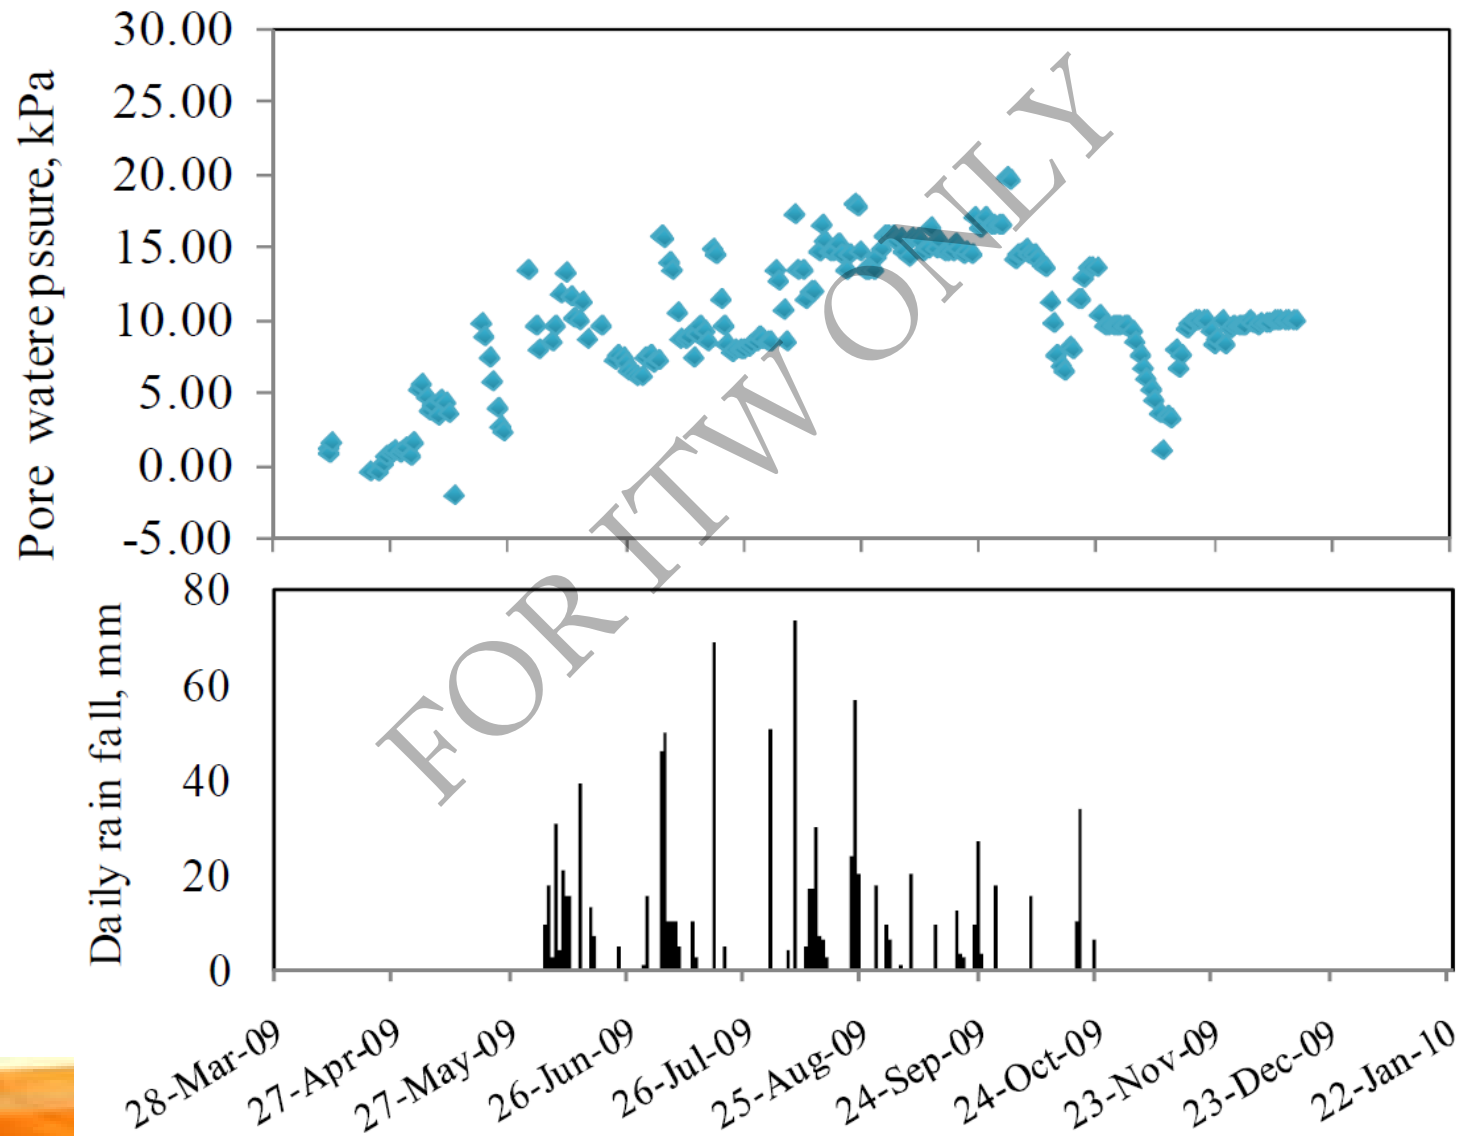 30.00
25.00
20.00
15.00
10.00
5.00
0.00
-5.00
Pore waterepssure, kPa
80
60
40
20
0
Daily rain fall, mm
28-Mar-09
27-Apr-09
27-May-09
26-Jun-09
26-Jul-09
25-Aug-09
24-Sep-09
24-Oct-09
23-Nov-09
23-Dec-09
22-Jan-10
FOR ITW ONLY